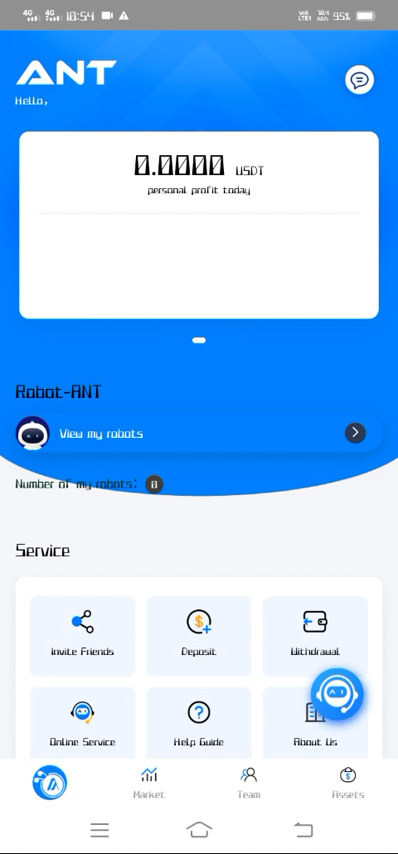 4G 4G 10:54 95%
ANT
Hello,
0.0000 USDT
personal profit today
Robot-ANT
View my robots
Number of my robots: 0
Service
Invite Friends Deposit Withdrawal
Online Service Help Guide About Us
Market Team Assets